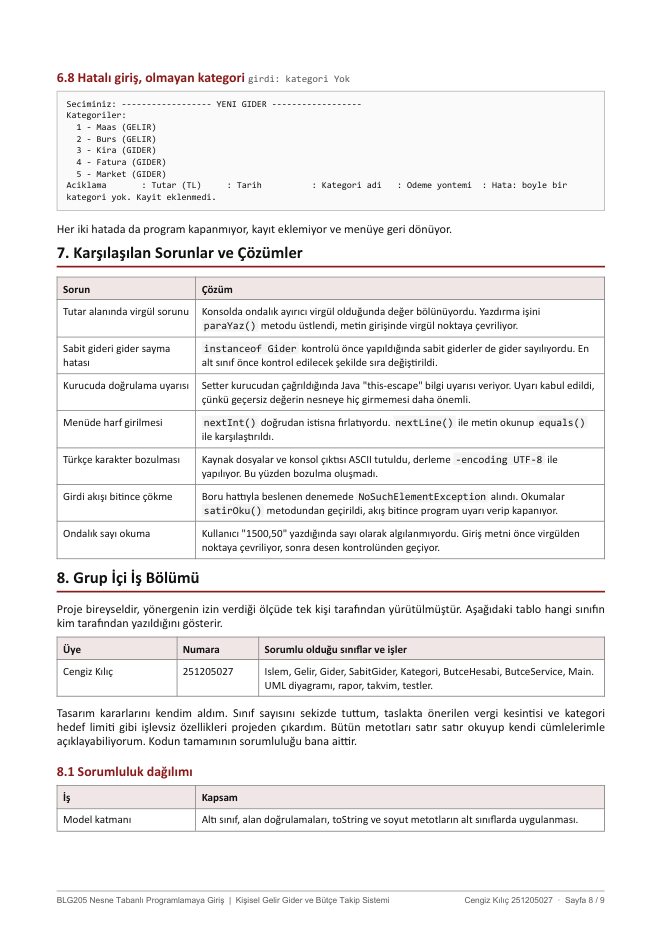 6.8 Hatalı giriş, olmayan kategori girdi: kategori Yok
Seciminiz: ------------------ YENI GIDER ------------------
Kategoriler:
1 - Maas (GELIR)
2 - Burs (GELIR)
3 - Kira (GIDER)
4 - Fatura (GIDER)
5 - Market (GIDER)
Aciklama : Tutar (TL) : Tarih : Kategori adi : Odeme yontemi : Hata: boyle bir
kategori yok. Kayit eklenmedi.
Her iki hatada da program kapanmıyor, kayıt eklemiyor ve menüye geri dönüyor.
7. Karşılaşılan Sorunlar ve Çözümler
Sorun Çözüm
Tutar alanında virgül sorunu Konsolda ondalık ayırıcı virgül olduğunda değer bölünüyordu. Yazdırma işini
paraYaz() metodu üstlendi, metin girişinde virgül noktaya çevriliyor.
Sabit gideri gider sayma instanceof Gider kontrolü önce yapıldığında sabit giderler de gider sayılıyordu. En
hatası alt sınıf önce kontrol edilecek şekilde sıra değiştirildi.
Kurucuda doğrulama uyarısı Setter kurucudan çağrıldığında Java "this-escape" bilgi uyarısı veriyor. Uyarı kabul edildi,
çünkü geçersiz değerin nesneye hiç girmemesi daha önemli.
Menüde harf girilmesi nextInt() doğrudan istisna fırlatıyordu. nextLine() ile metin okunup equals()
ile karşılaştırıldı.
Türkçe karakter bozulması Kaynak dosyalar ve konsol çıktısı ASCII tutuldu, derleme -encoding UTF-8 ile
yapılıyor. Bu yüzden bozulma oluşmadı.
Girdi akışı bitince çökme Boru hattıyla beslenen denemede NoSuchElementException alındı. Okumalar
satirOku() metodundan geçirildi, akış bitince program uyarı verip kapanıyor.
Ondalık sayı okuma Kullanıcı "1500,50" yazdığında sayı olarak algılanmıyordu. Giriş metni önce virgülden
noktaya çevriliyor, sonra desen kontrolünden geçiyor.
8. Grup İçi İş Bölümü
Proje bireyseldir, yönergenin izin verdiği ölçüde tek kişi tarafından yürütülmüştür. Aşağıdaki tablo hangi sınıfın
kim tarafından yazıldığını gösterir.
Üye Numara Sorumlu olduğu sınıflar ve işler
Cengiz Kılıç 251205027 Islem, Gelir, Gider, SabitGider, Kategori, ButceHesabi, ButceService, Main.
UML diyagramı, rapor, takvim, testler.
Tasarım kararlarını kendim aldım. Sınıf sayısını sekizde tuttum, taslakta önerilen vergi kesintisi ve kategori
hedef limiti gibi işlevsiz özellikleri projeden çıkardım. Bütün metotları satır satır okuyup kendi cümlelerimle
açıklayabiliyorum. Kodun tamamının sorumluluğu bana aittir.
8.1 Sorumluluk dağılımı
İş Kapsam
Model katmanı Altı sınıf, alan doğrulamaları, toString ve soyut metotların alt sınıflarda uygulanması.
BLG205 Nesne Tabanlı Programlamaya Giriş | Kişisel Gelir Gider ve Bütçe Takip Sistemi Cengiz Kılıç 251205027 · Sayfa 8 / 9